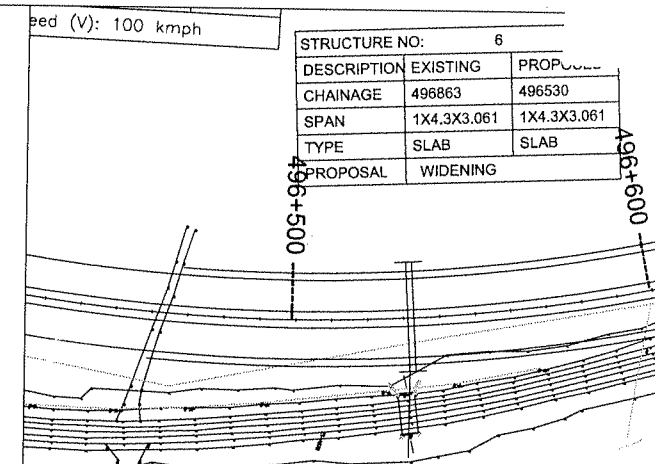 eed (V): 100 kmph
STRUCTURE NO: 6
DESCRIPTION EXISTING
CHAINAGE 496863 496530
SPAN 1X4.3X3.061 1X4.3X3.061
TYPE SLAB SLAB
PROPOSAL WIDENING
496+500
496+600